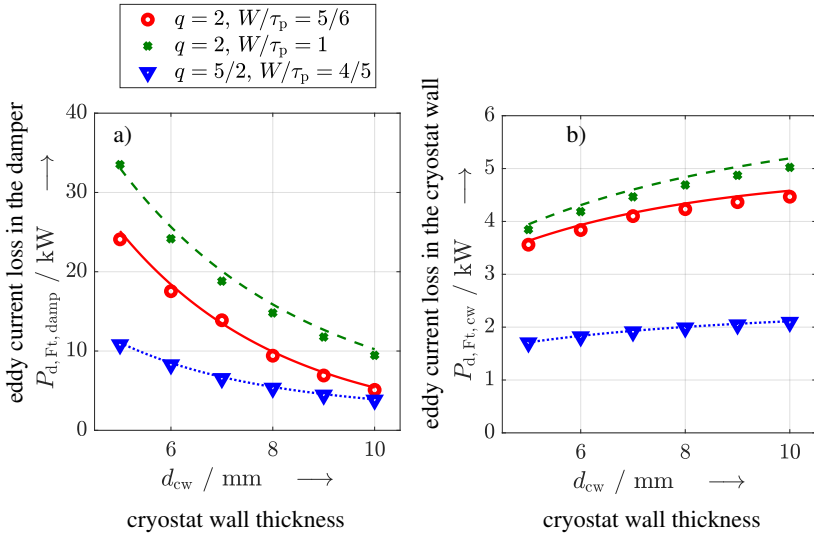 q = 2, W/τp = 5/6
q = 2, W/τp = 1
q = 5/2, W/τp = 4/5
eddy current loss in the damper
Pd,Ft,damp / kW ⟶
a)
40
30
20
10
0
6 8 10
dcw / mm ⟶
cryostat wall thickness
eddy current loss in the cryostat wall
Pd,Ft,cw / kW ⟶
b)
6
5
4
3
2
1
0
6 8 10
dcw / mm ⟶
cryostat wall thickness